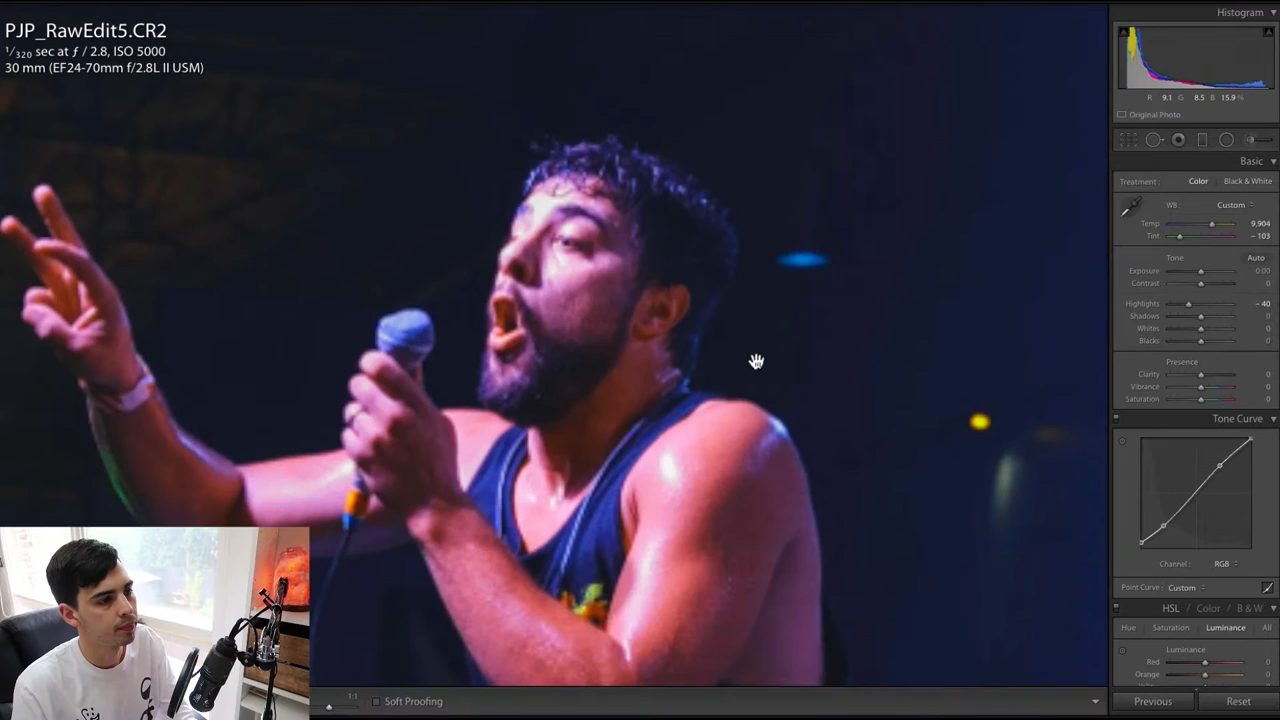 PJP_RawEdit5.CR2
1/320 sec at ƒ / 2.8, ISO 5000
30 mm (EF24-70mm f/2.8L II USM)
Histogram
R 9.1 G 8.5 B 15.9 %
Original Photo
Basic
Treatment : Color Black & White
WB : Custom
Temp 9,904
Tint − 103
Tone Auto
Exposure 0.00
Contrast 0
Highlights − 40
Shadows 0
Whites 0
Blacks 0
Presence
Clarity 0
Vibrance 0
Saturation 0
Tone Curve
Channel : RGB
Point Curve : Custom
HSL / Color / B & W
Hue Saturation Luminance All
Luminance
Red 0
Orange 0
1:1 Soft Proofing
Previous Reset